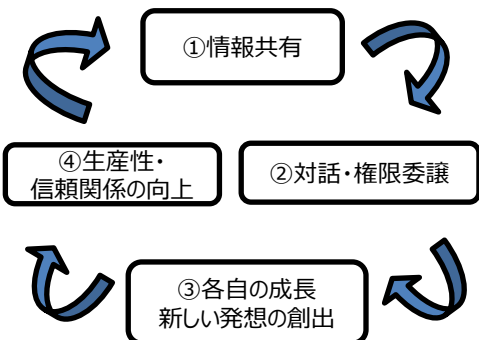 ①情報共有
②対話・権限委譲
③各自の成長
新しい発想の創出
④生産性・
信頼関係の向上